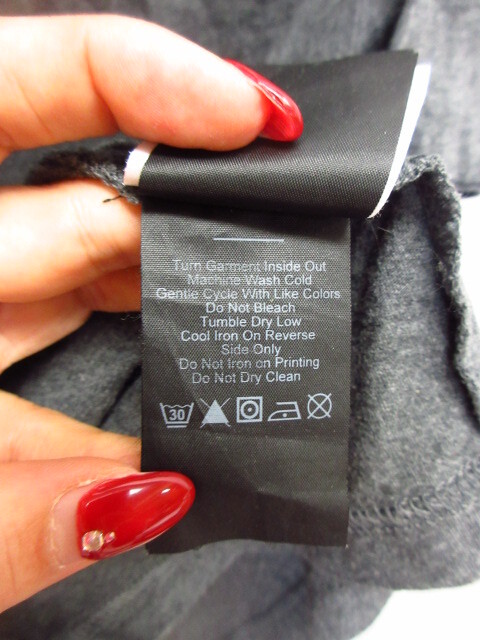 Turn Garment Inside Out
Machine Wash Cold
Gentle Cycle With Like Colors
Do Not Bleach
Tumble Dry Low
Cool Iron On Reverse
Side Only
Do Not Iron on Printing
Do Not Dry Clean
30